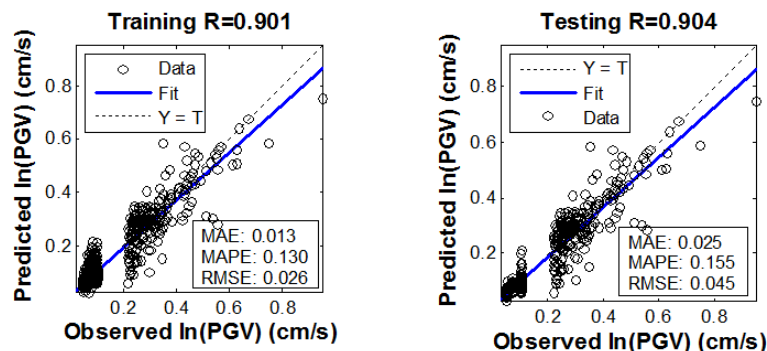 Training R=0.901
Predicted ln(PGV) (cm/s)
0.8
0.6
0.4
0.2
Data
Fit
Y = T
MAE: 0.013
MAPE: 0.130
RMSE: 0.026
0.2 0.4 0.6 0.8
Observed ln(PGV) (cm/s)
Testing R=0.904
Predicted ln(PGV) (cm/s)
0.8
0.6
0.4
0.2
Y = T
Fit
Data
MAE: 0.025
MAPE: 0.155
RMSE: 0.045
0.2 0.4 0.6 0.8
Observed ln(PGV) (cm/s)